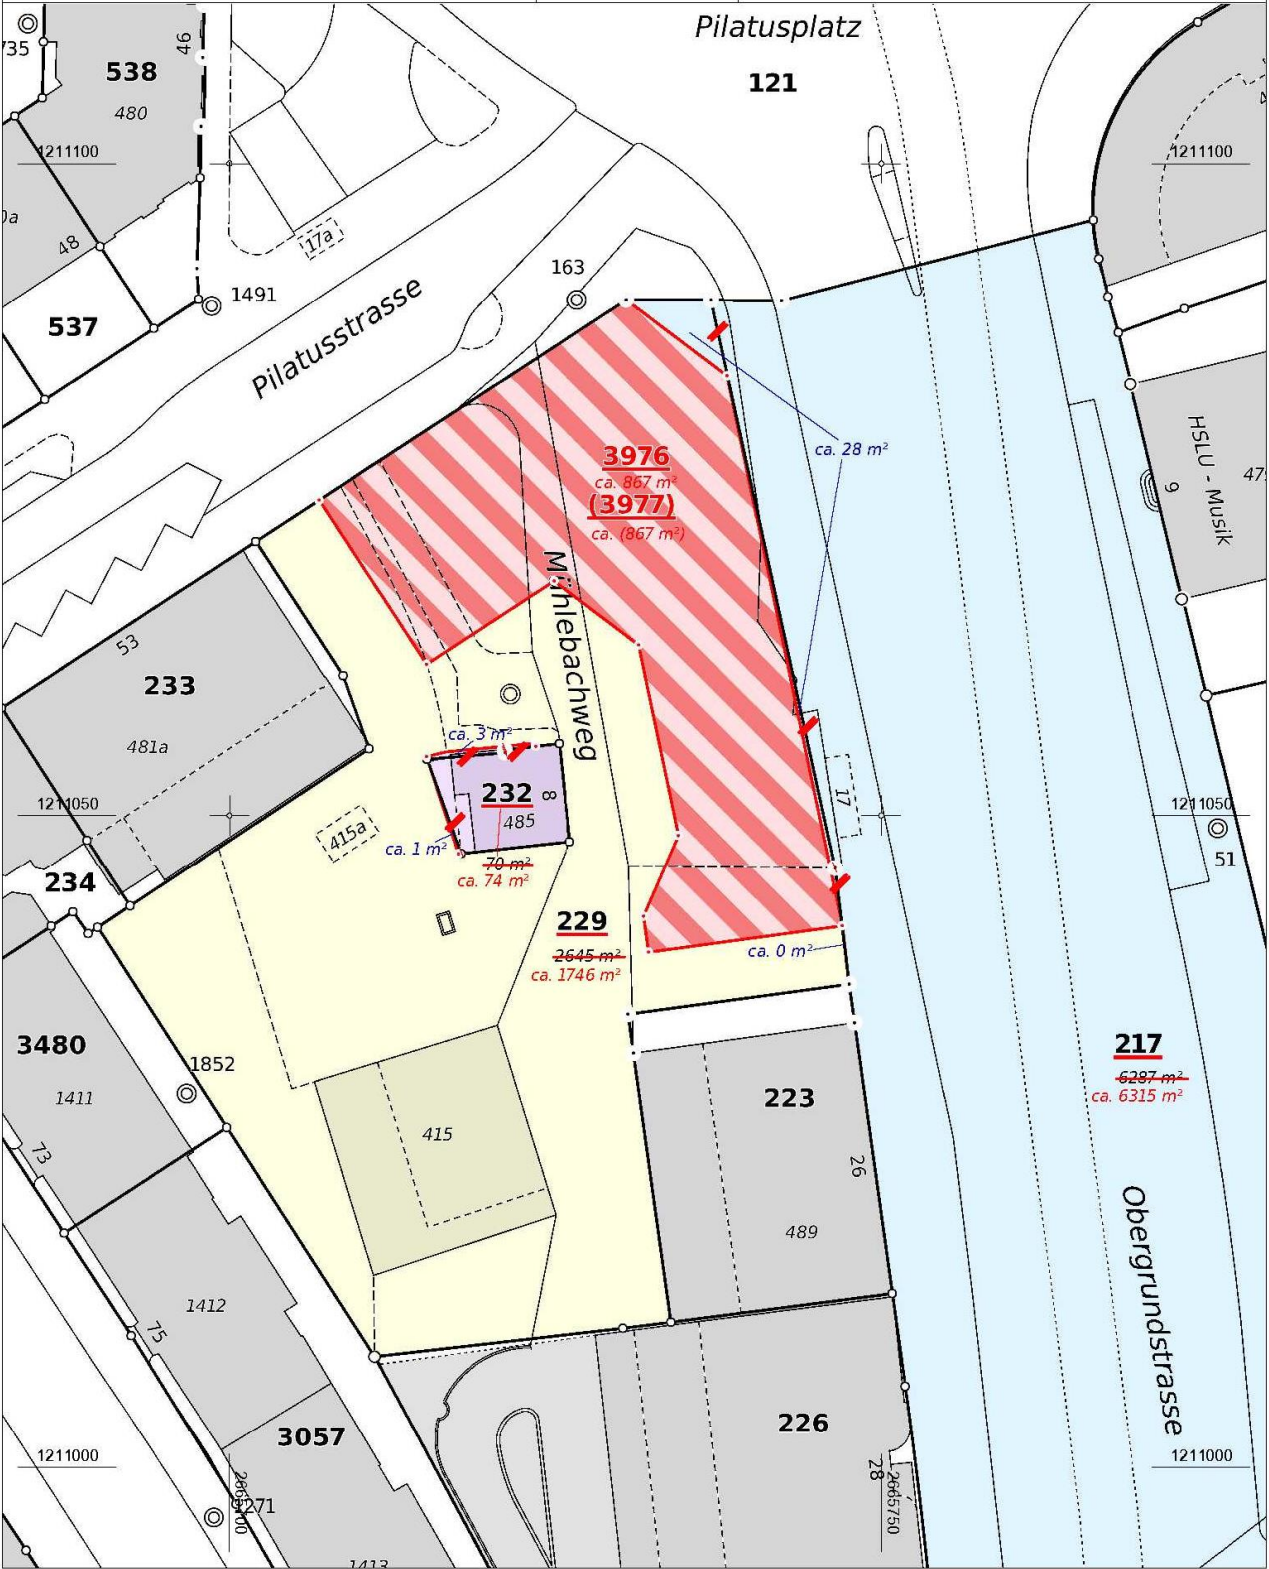 Pilatusplatz
121
46
735
538
480
1211100
1211100
0a
48
17a
163
1491
537
Pilatusstrasse
HSLU - Musik
9
ca. 28 m²
3976
ca. 867 m²
(3977)
ca. (867 m²)
Mühlebachweg
53
233
481a
ca. 3 m²
232
8
485
17
1211050
1211050
415a
ca. 1 m²
70 m²
ca. 74 m²
51
234
229
2645 m²
ca. 1746 m²
ca. 0 m²
3480
1411
1852
217
6287 m²
ca. 6315 m²
223
415
73
26
489
Obergrundstrasse
1412
75
3057
226
1211000
1211000
28
2665750
1413